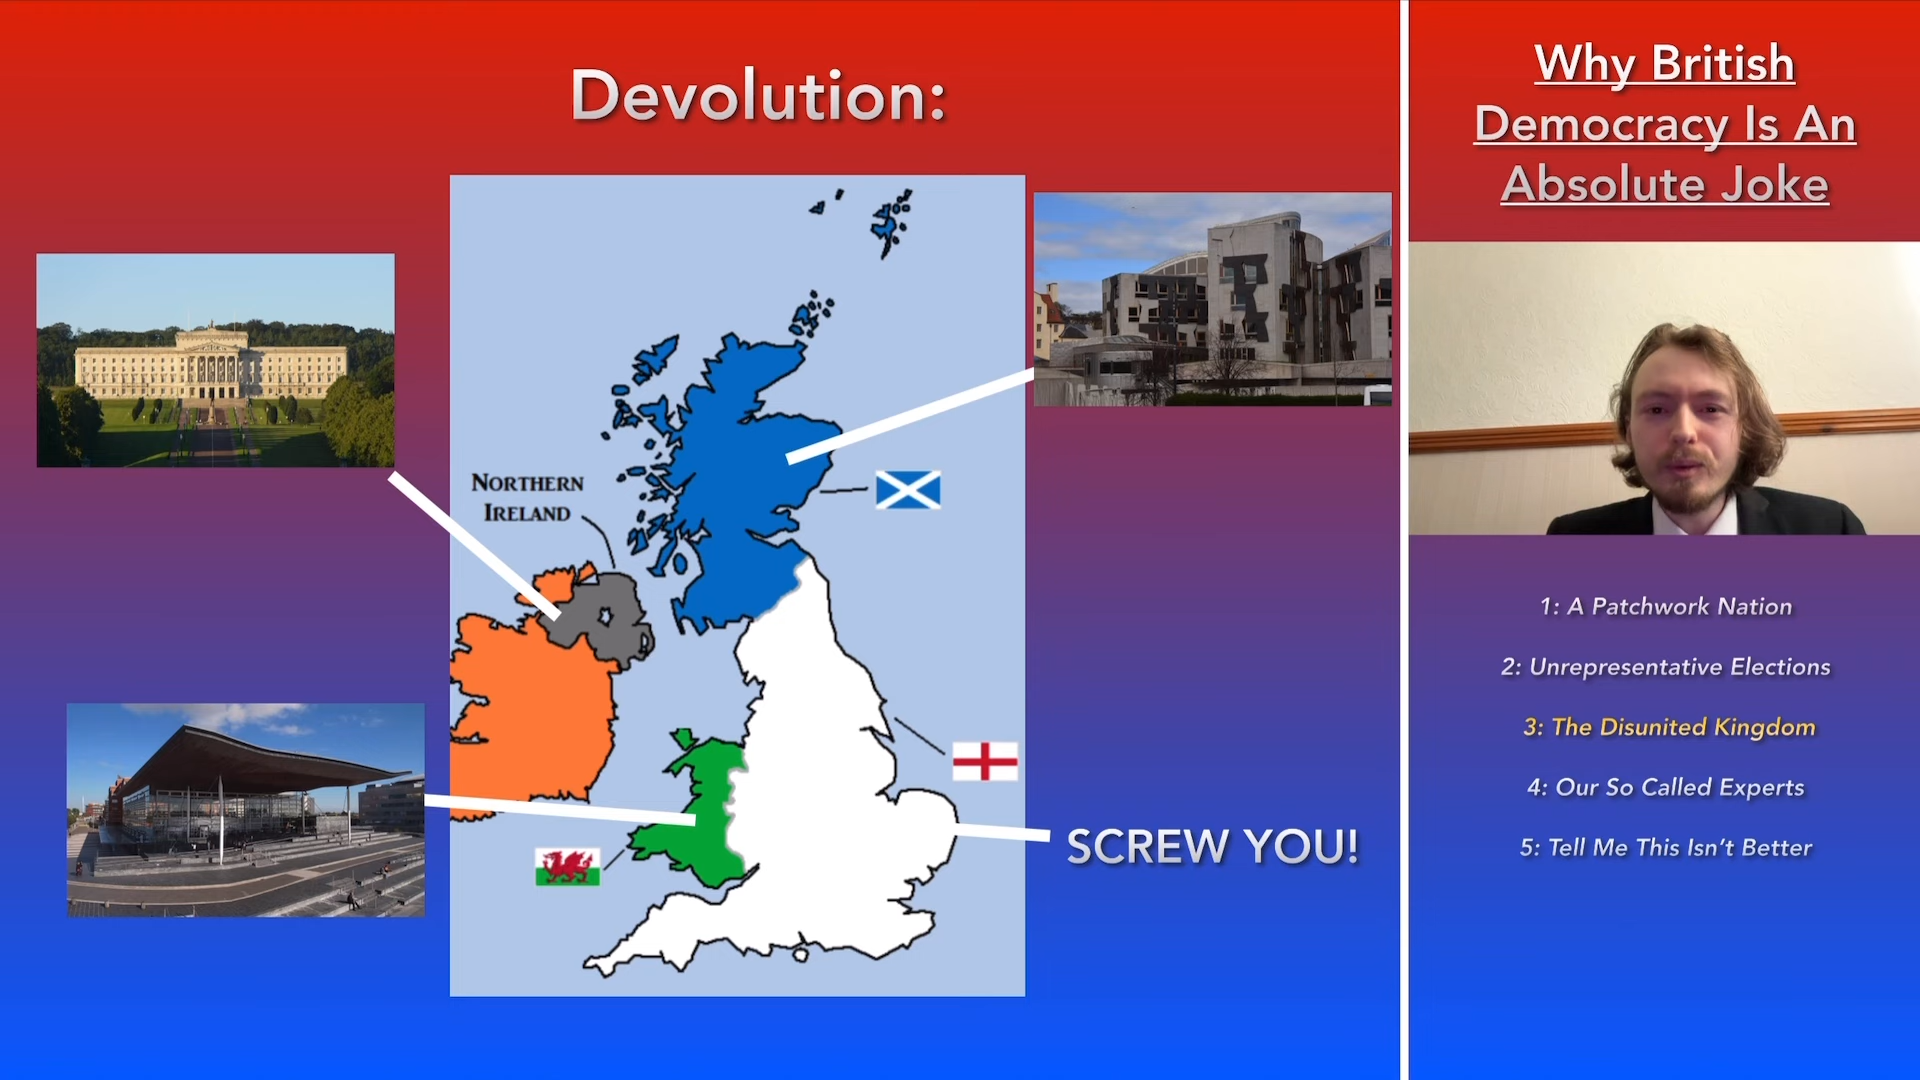 Devolution:
NORTHERN
IRELAND
SCREW YOU!
Why British
Democracy Is An
Absolute Joke
1: A Patchwork Nation
2: Unrepresentative Elections
3: The Disunited Kingdom
4: Our So Called Experts
5: Tell Me This Isn't Better